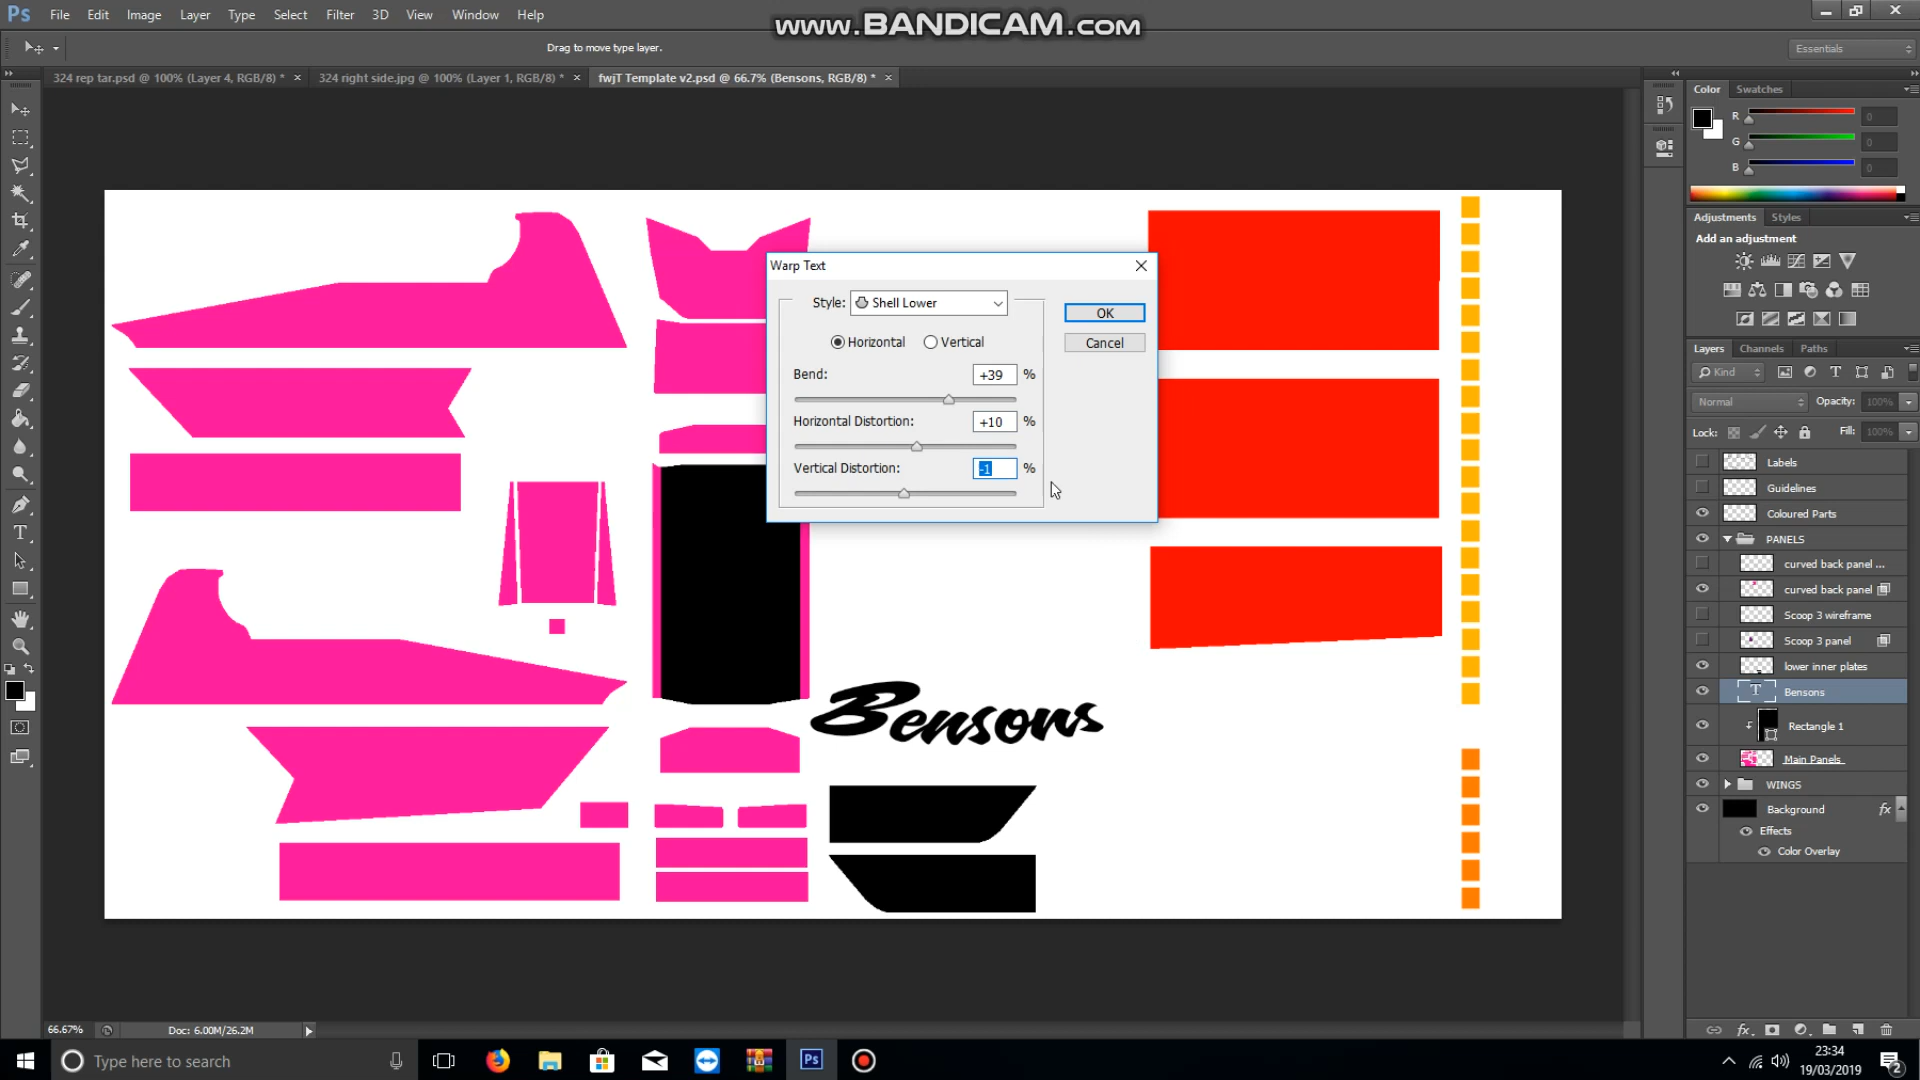 Ps File Edit Image Layer Type Select Filter 3D View Window Help
www.BANDICAM.com
Drag to move type layer.
Essentials
324 rep tar.psd @ 100% (Layer 4, RGB/8) * ×
324 right side.jpg @ 100% (Layer 1, RGB/8) * ×
fwjT Template v2.psd @ 66.7% (Bensons, RGB/8) * ×
Color Swatches
R 0
G 0
B 0
Adjustments Styles
Add an adjustment
Warp Text
Style: Shell Lower
OK
Horizontal Vertical
Cancel
Bend: +39 %
Horizontal Distortion: +10 %
Vertical Distortion: -1 %
Bensons
Layers Channels Paths
Kind
Normal Opacity: 100%
Lock: Fill: 100%
Labels
Guidelines
Coloured Parts
PANELS
curved back panel ...
curved back panel
Scoop 3 wireframe
Scoop 3 panel
lower inner plates
T Bensons
Rectangle 1
Main Panels
WINGS
Background fx
Effects
Color Overlay
66.67% Doc: 6.00M/26.2M
Type here to search
Ps
23:34
19/03/2019
2